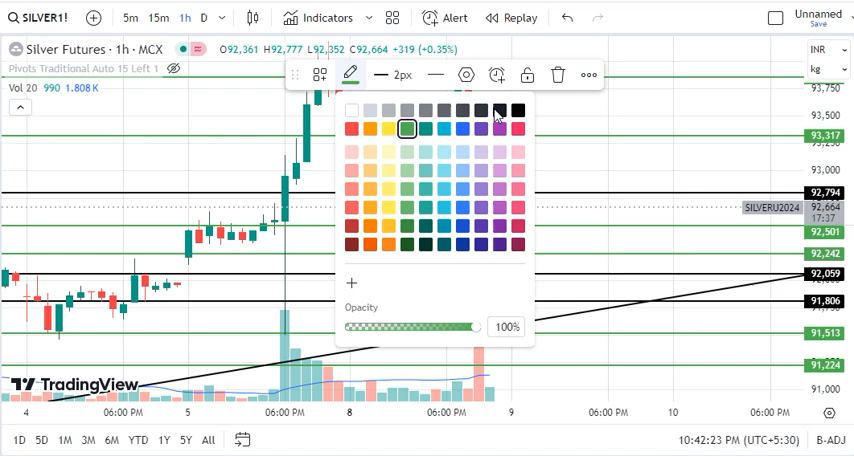 SILVER1! 5m 15m 1h D Indicators Alert Replay Unnamed
Save
Silver Futures · 1h · MCX O92,361 H92,777 L92,352 C92,664 +319 (+0.35%) INR
Pivots Traditional Auto 15 Left 1 kg
2px
Vol 20 990 1.808 K
93,750
93,500
93,317
93,250
93,000
92,794
SILVERU2024 92,664
17:37
92,501
92,242
92,059
91,806
Opacity
100%
91,513
91,224
TradingView
91,000
4 06:00 PM 5 06:00 PM 8 06:00 PM 9 06:00 PM 10 06:00 PM
1D 5D 1M 3M 6M YTD 1Y 5Y All 10:42:23 PM (UTC+5:30) B-ADJ